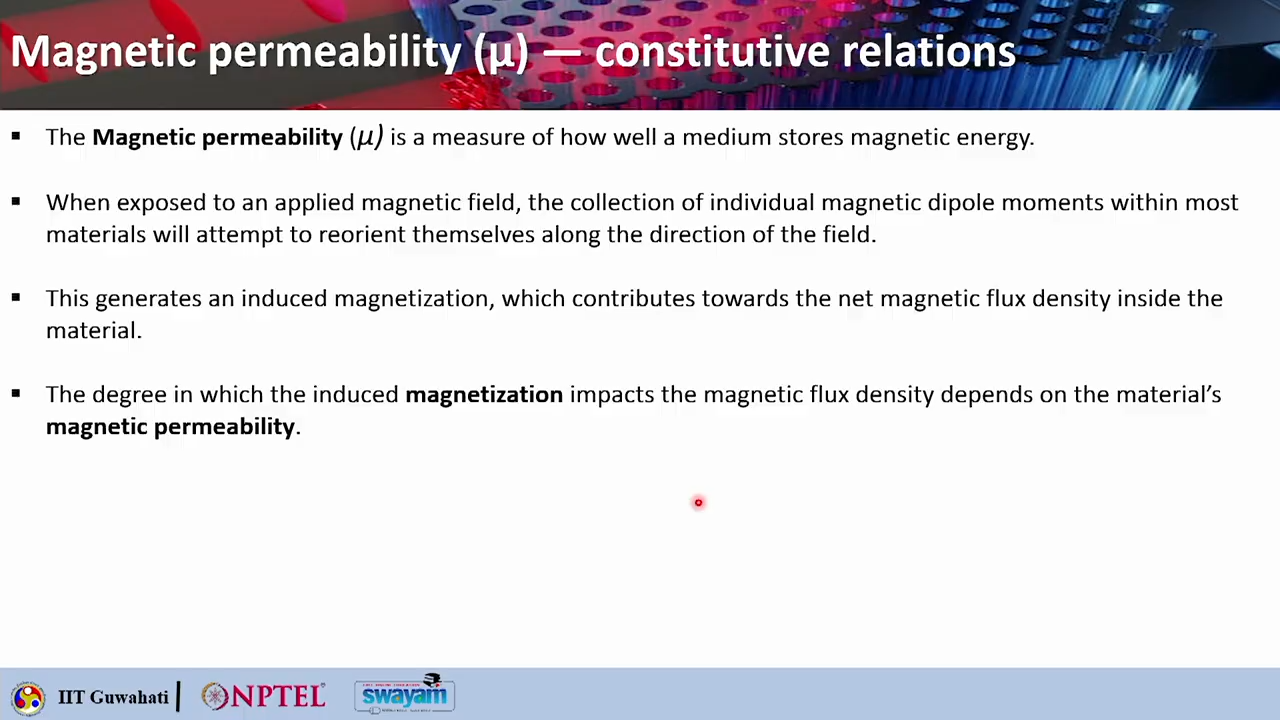 Magnetic permeability (μ) — constitutive relations
▪ The Magnetic permeability (μ) is a measure of how well a medium stores magnetic energy.
▪ When exposed to an applied magnetic field, the collection of individual magnetic dipole moments within most
materials will attempt to reorient themselves along the direction of the field.
▪ This generates an induced magnetization, which contributes towards the net magnetic flux density inside the
material.
▪ The degree in which the induced magnetization impacts the magnetic flux density depends on the material's
magnetic permeability.
IIT Guwahati | NPTEL swayam